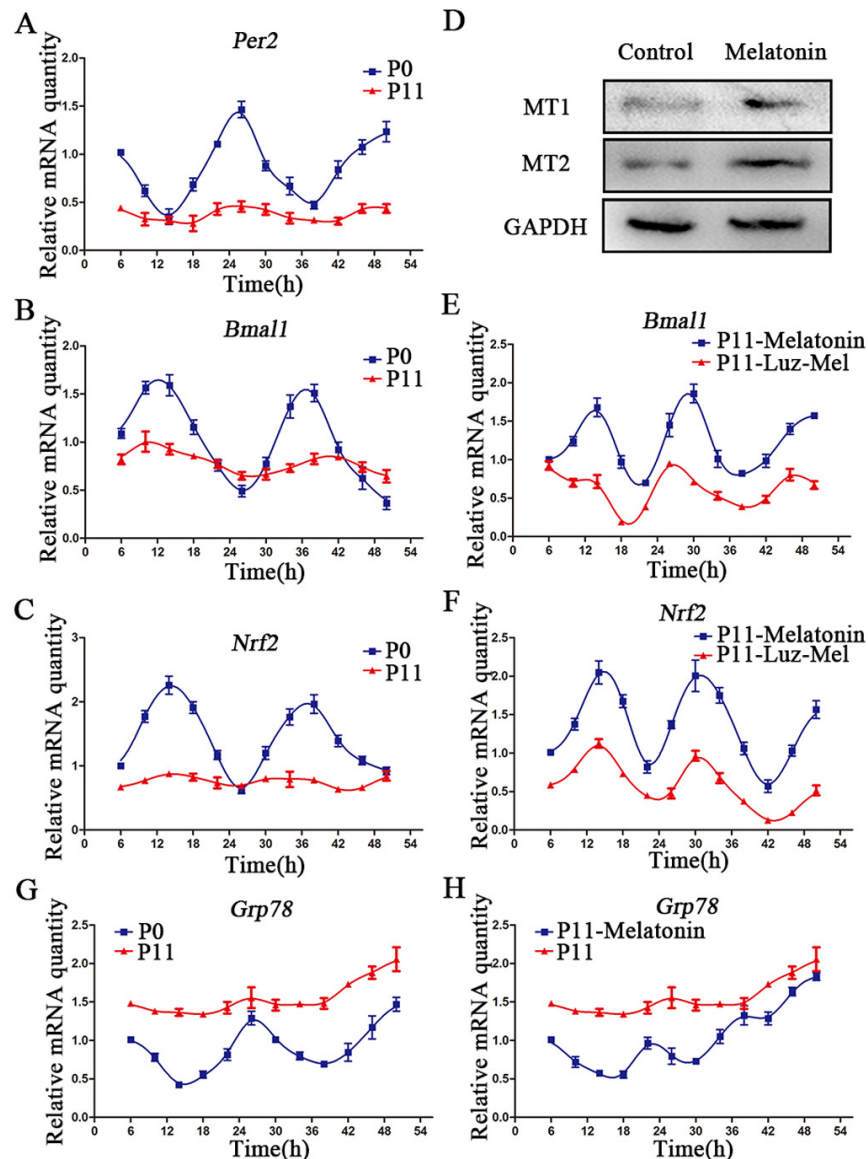 A
Per2
P0
P11
Relative mRNA quantity
2.0
1.5
1.0
0.5
0.0
0 6 12 18 24 30 36 42 48 54
Time(h)
D
Control Melatonin
MT1
MT2
GAPDH
B
Bmal1
P0
P11
Relative mRNA quantity
2.0
1.5
1.0
0.5
0.0
0 6 12 18 24 30 36 42 48 54
Time(h)
E
Bmal1
P11-Melatonin
P11-Luz-Mel
Relative mRNA quantity
2.5
2.0
1.5
1.0
0.5
0.0
0 6 12 18 24 30 36 42 48 54
Time(h)
C
Nrf2
P0
P11
Relative mRNA quantity
3
2
1
0
0 6 12 18 24 30 36 42 48 54
Time(h)
F
Nrf2
P11-Melatonin
P11-Luz-Mel
Relative mRNA quantity
2.5
2.0
1.5
1.0
0.5
0.0
0 6 12 18 24 30 36 42 48 54
Time(h)
G
Grp78
P0
P11
Relative mRNA quantity
2.5
2.0
1.5
1.0
0.5
0.0
0 6 12 18 24 30 36 42 48 54
Time(h)
H
Grp78
P11-Melatonin
P11
Relative mRNA quantity
2.5
2.0
1.5
1.0
0.5
0.0
0 6 12 18 24 30 36 42 48 54
Time(h)